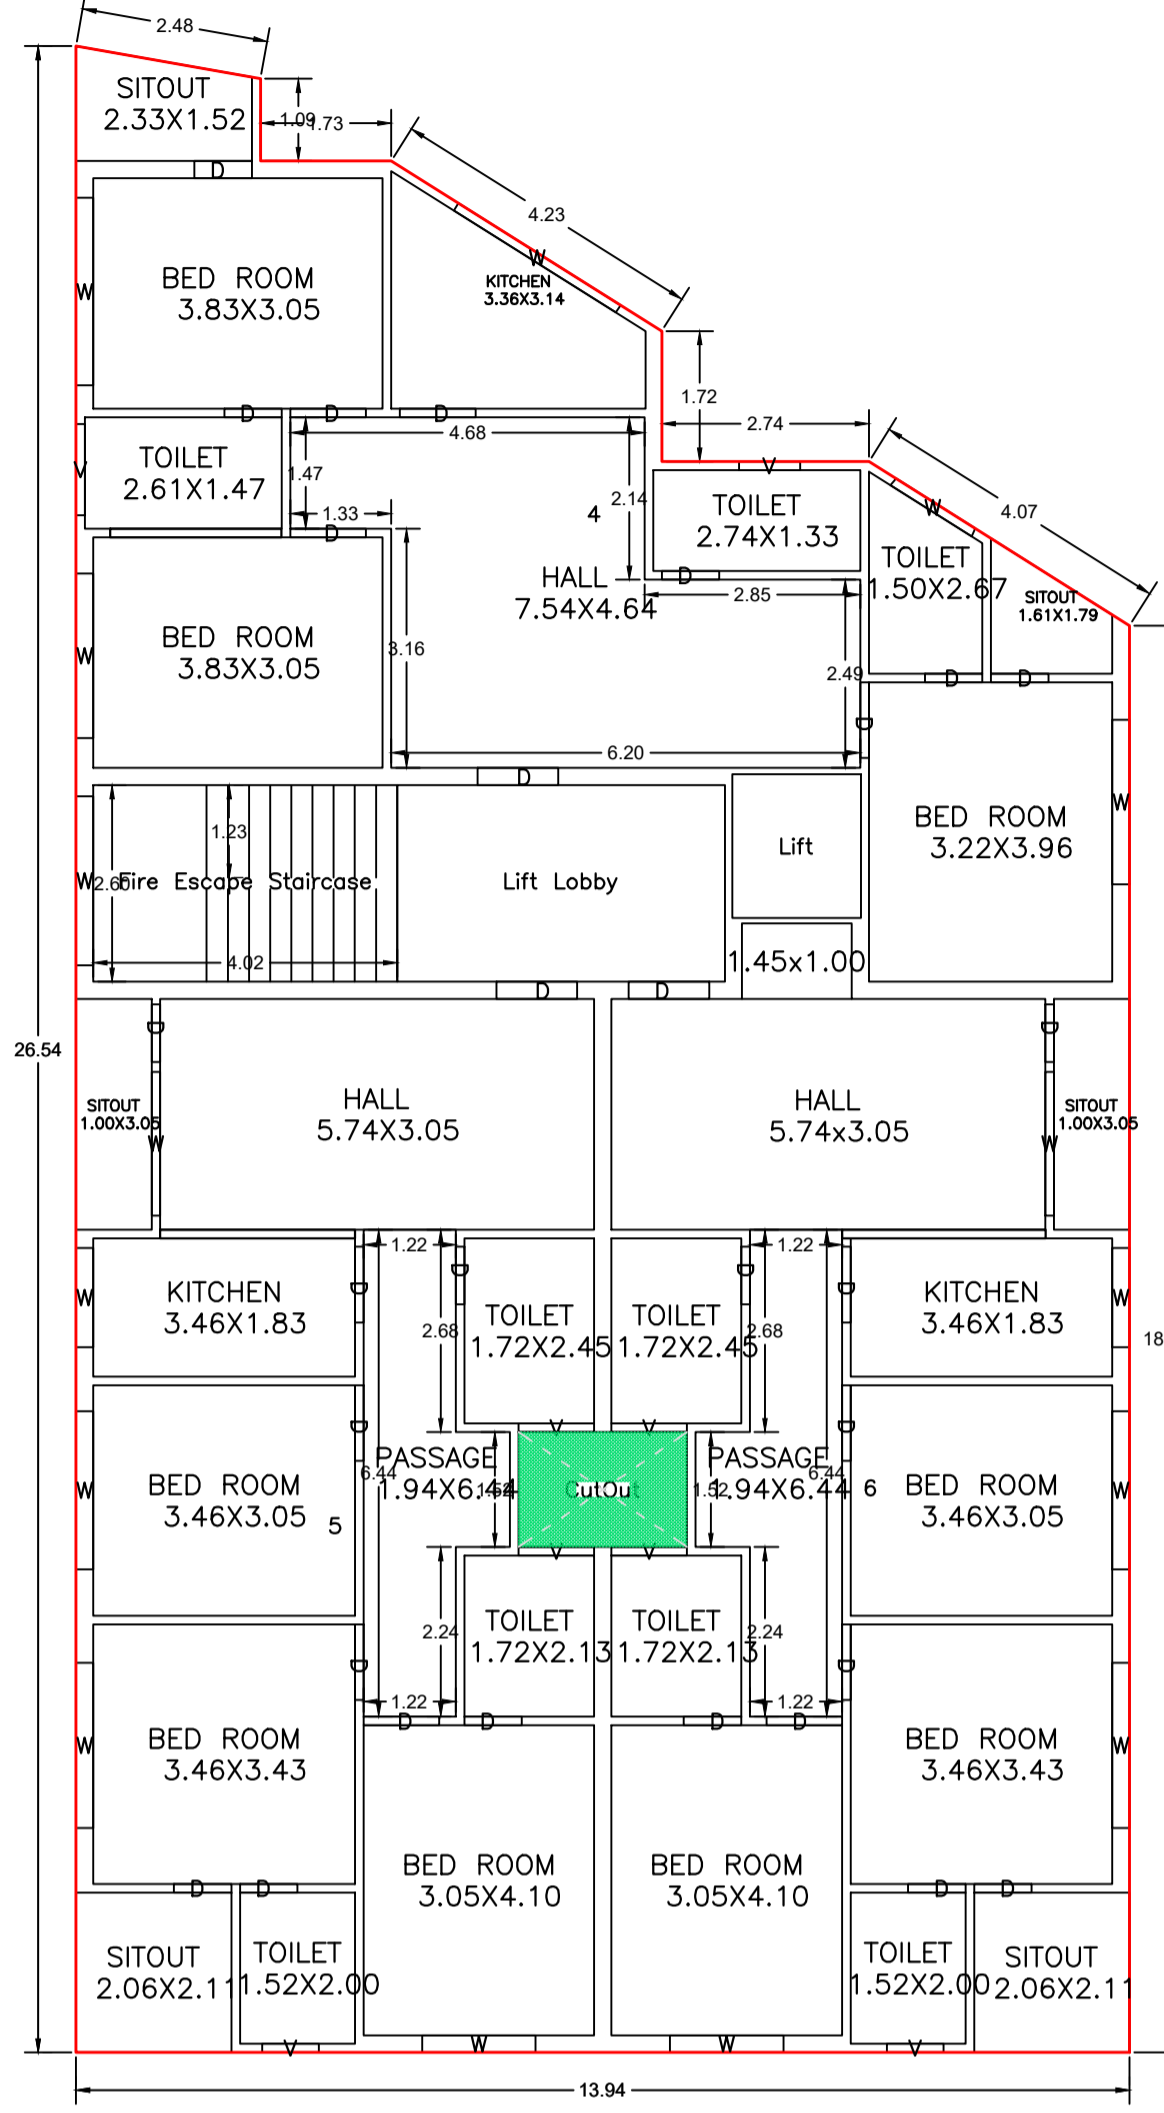 2.48
SITOUT
2.33X1.52
1.09
1.73
D
4.23
W
BED ROOM
3.83X3.05
W
KITCHEN
3.36X3.14
1.72
2.74
D
D
D
4.68
V
TOILET
2.61X1.47
1.47
1.33
D
4
2.14
V
TOILET
2.74X1.33
D
W
4.07
TOILET
1.50X2.67
SITOUT
1.61X1.79
HALL
7.54X4.64
2.85
W
BED ROOM
3.83X3.05
3.16
2.49
D
D
D
6.20
D
W
BED ROOM
3.22X3.96
W
1.23
2.60
Fire Escape Staircase
4.02
Lift Lobby
Lift
1.45x1.00
D
D
26.54
D
D
SITOUT
1.00X3.05
W
HALL
5.74X3.05
HALL
5.74x3.05
W
SITOUT
1.00X3.05
1.22
1.22
D
D
D
D
W
KITCHEN
3.46X1.83
2.68
TOILET
1.72X2.45
TOILET
1.72X2.45
2.68
KITCHEN
3.46X1.83
W
18
D
V
V
D
W
BED ROOM
3.46X3.05
5
6.44
PASSAGE
1.94X6.44
1.52
CutOut
1.52
PASSAGE
1.94X6.44
6.44
6
BED ROOM
3.46X3.05
W
V
V
2.24
TOILET
1.72X2.13
TOILET
1.72X2.13
2.24
D
D
1.22
1.22
D
D
D
D
W
BED ROOM
3.46X3.43
BED ROOM
3.46X3.43
W
BED ROOM
3.05X4.10
BED ROOM
3.05X4.10
D
D
D
D
SITOUT
2.06X2.11
TOILET
1.52X2.00
TOILET
1.52X2.00
SITOUT
2.06X2.11
V
W
W
V
13.94